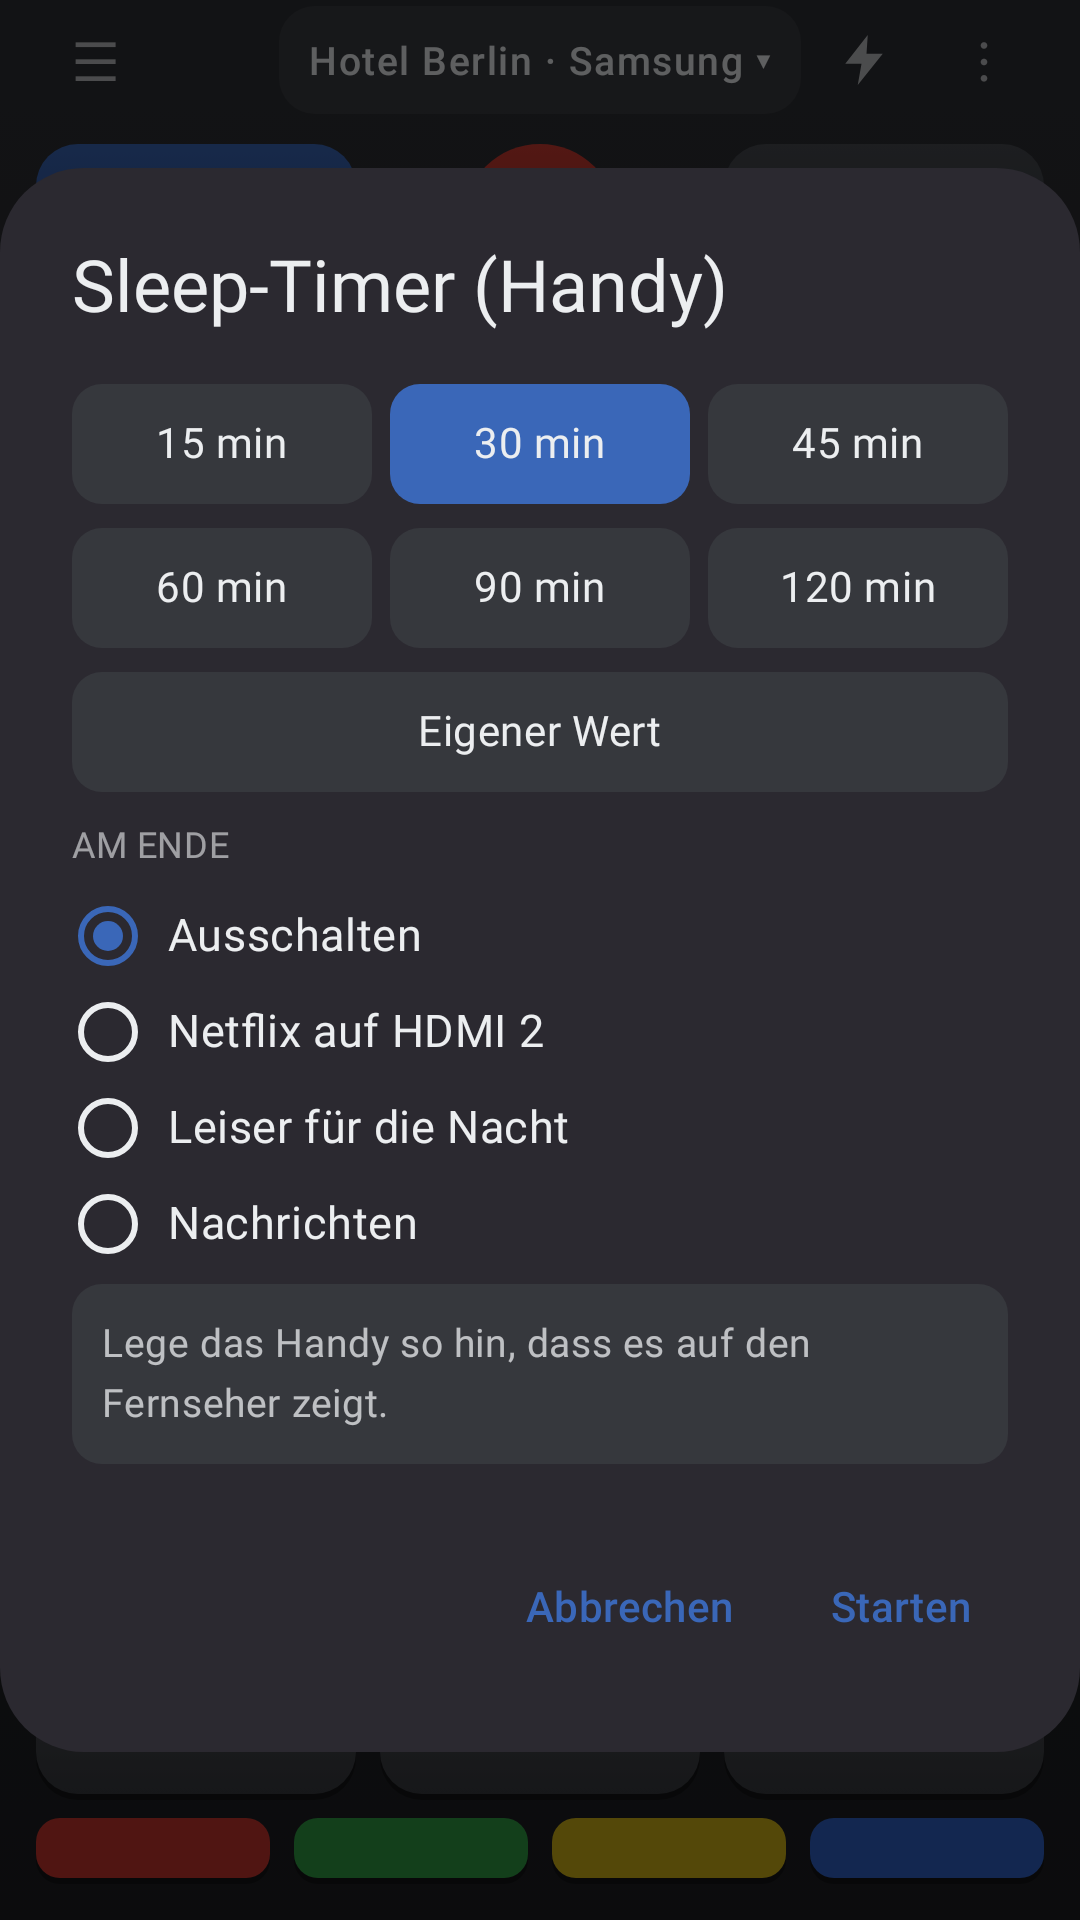 Hotel Berlin · Samsung ▾
Sleep-Timer (Handy)
15 min
30 min
45 min
60 min
90 min
120 min
Eigener Wert
AM ENDE
Ausschalten
Netflix auf HDMI 2
Leiser für die Nacht
Nachrichten
Lege das Handy so hin, dass es auf den
Fernseher zeigt.
Abbrechen
Starten